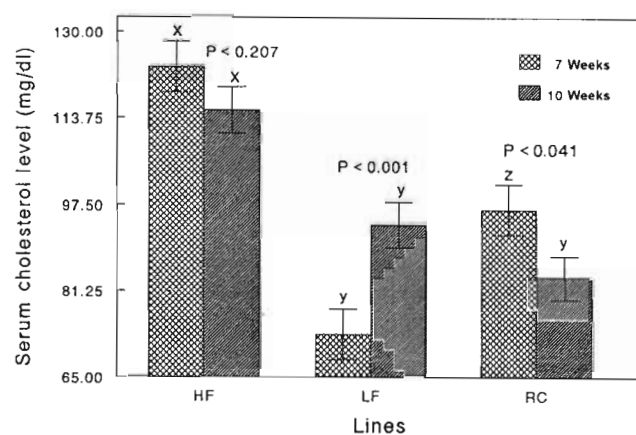 Serum cholesterol level (mg/dl)
130.00
113.75
97.50
81.25
65.00
x
P < 0.207
x
7 Weeks
10 Weeks
P < 0.001
y
y
P < 0.041
z
y
HF
LF
RC
Lines